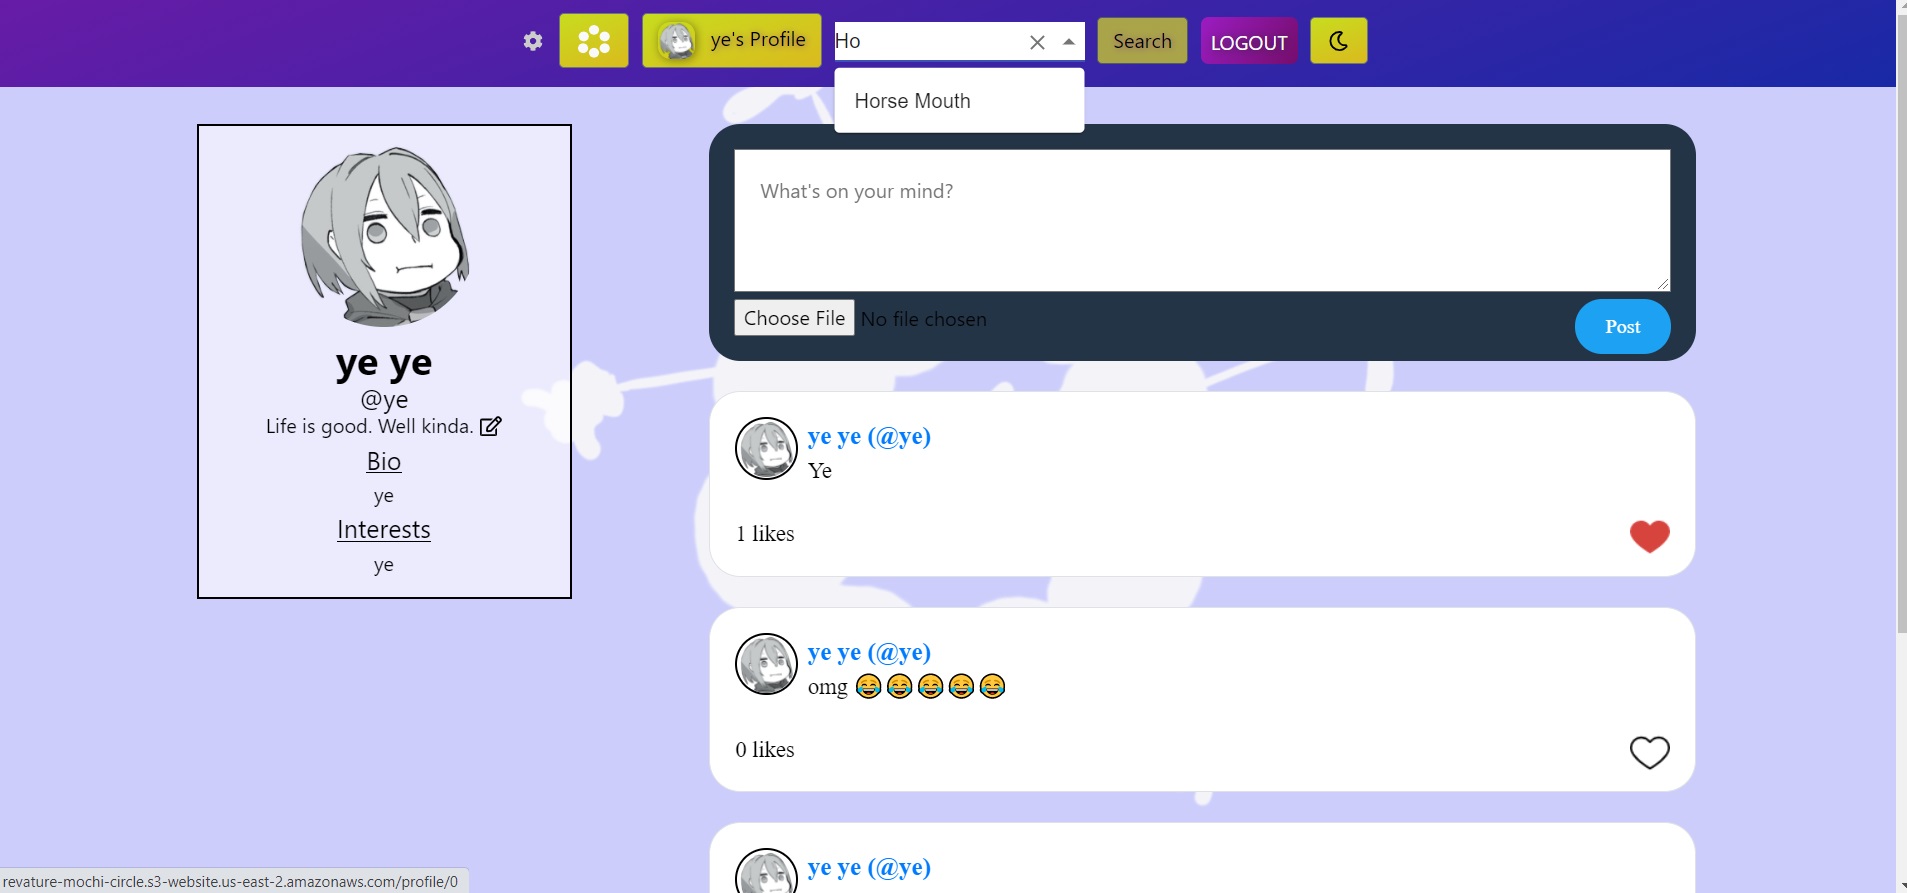 ye's Profile
Ho
Search
LOGOUT
Horse Mouth
ye ye
@ye
Life is good. Well kinda.
Bio
ye
Interests
ye
What's on your mind?
Choose File No file chosen
Post
ye ye (@ye)
Ye
1 likes
ye ye (@ye)
omg 😂😂😂😂😂
0 likes
ye ye (@ye)
revature-mochi-circle.s3-website.us-east-2.amazonaws.com/profile/0